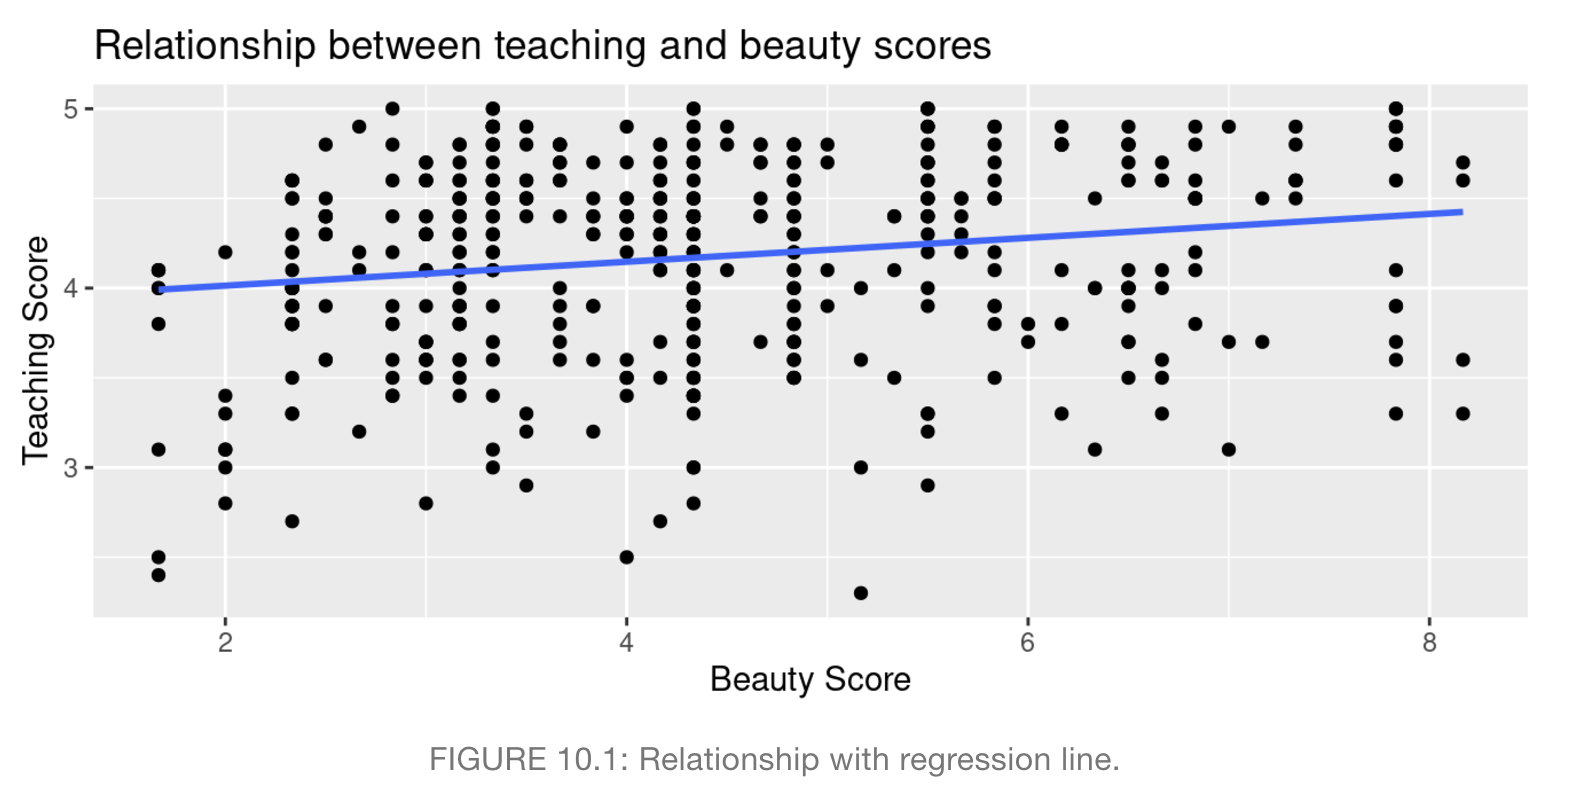 Relationship between teaching and beauty scores
5
4
3
Teaching Score
2 4 6 8
Beauty Score
FIGURE 10.1: Relationship with regression line.